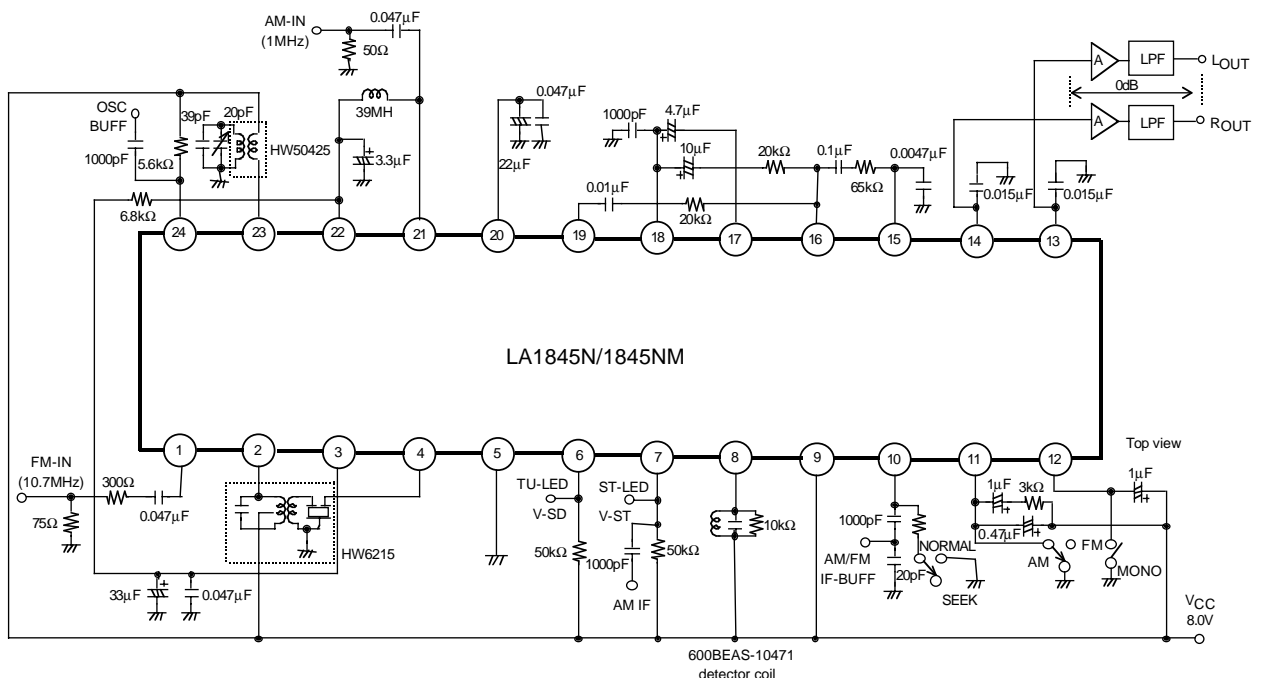 AM-IN
(1MHz)
0.047µF
50Ω
39MH
3.3µF
OSC
BUFF
39pF
20pF
HW50425
1000pF
5.6kΩ
6.8kΩ
0.047µF
22µF
1000pF
4.7µF
10µF
20kΩ
0.1µF
65kΩ
0.0047µF
0.01µF
20kΩ
A
LPF
LOUT
0dB
A
LPF
ROUT
0.015µF
0.015µF
24
23
22
21
20
19
18
17
16
15
14
13
LA1845N/1845NM
1
2
3
4
5
6
7
8
9
10
11
12
Top view
FM-IN
(10.7MHz)
300Ω
0.047µF
75Ω
HW6215
33µF
0.047µF
TU-LED
V-SD
50kΩ
ST-LED
V-ST
1000pF
50kΩ
AM IF
10kΩ
1000pF
AM/FM
IF-BUFF
20pF
NORMAL
SEEK
1µF
3kΩ
0.47µF
AM
FM
MONO
1µF
VCC
8.0V
600BEAS-10471
detector coil